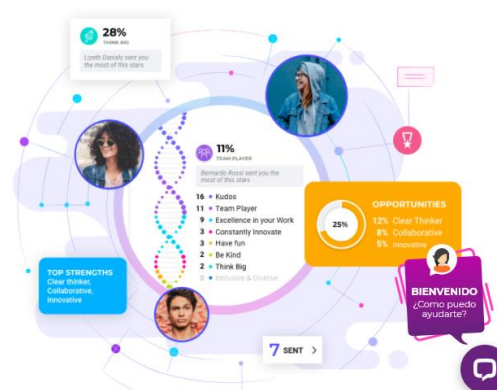 28%
THINK BIG
Lizeth Daniels sent you
the most of this stars
11%
TEAM PLAYER
Bernardo Rossi sent you the
most of this stars
16 Kudos
11 Team Player
9 Excellence in your Work
3 Constantly Innovate
3 Have fun
2 Be Kind
2 Think Big
0 Inclusive & Diverse
25%
OPPORTUNITIES
12% Clear Thinker
8% Collaborative
5% Innovative
TOP STRENGTHS
Clear thinker,
Collaborative,
Innovative
BIENVENIDO
¿Como puedo
ayudarte?
7 SENT >